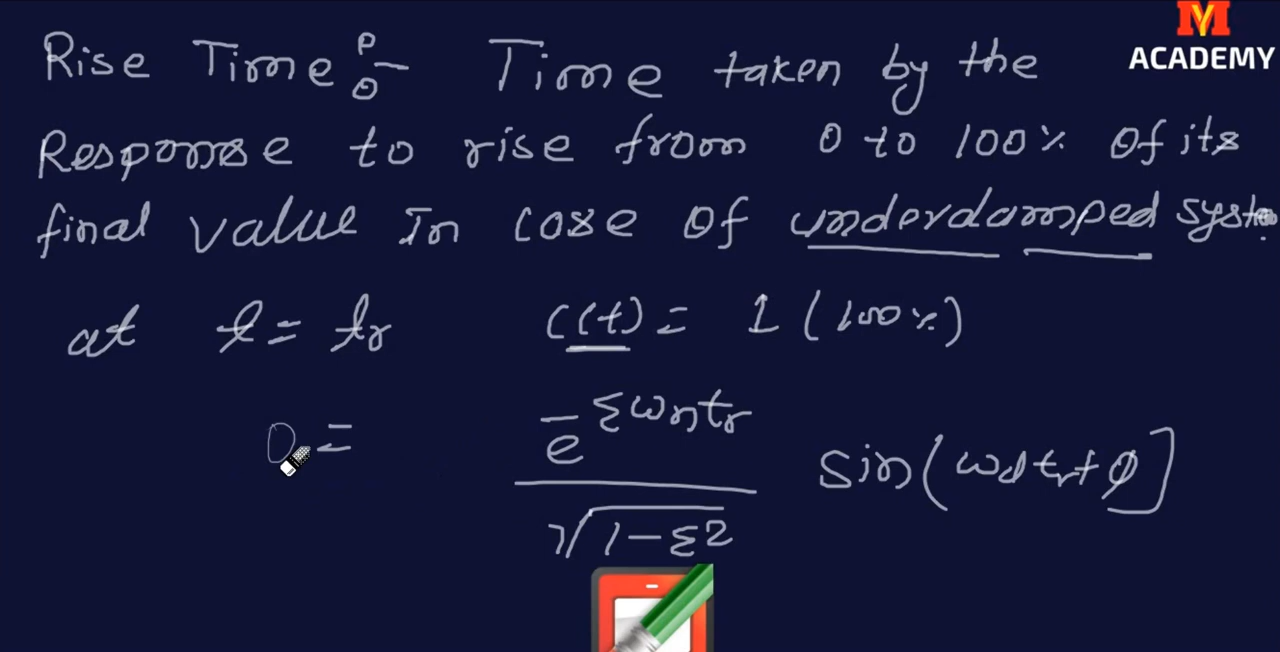 M
ACADEMY
Rise Time:- Time taken by the
Response to rise from 0 to 100% of its
final value in case of underdamped system
at t = tr c(t) = 1 (100%)
0 = e^-ξωntr / √1-ξ2 sin(ωdtr+φ]